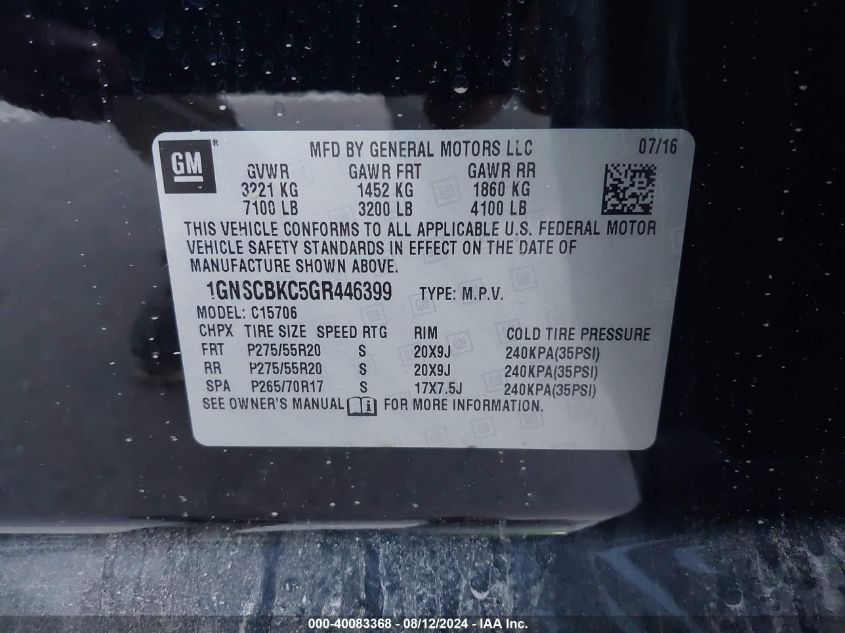 GM ® MFD BY GENERAL MOTORS LLC 07/16
GVWR GAWR FRT GAWR RR
3221 KG 1452 KG 1860 KG
7100 LB 3200 LB 4100 LB
THIS VEHICLE CONFORMS TO ALL APPLICABLE U.S. FEDERAL MOTOR
VEHICLE SAFETY STANDARDS IN EFFECT ON THE DATE OF
MANUFACTURE SHOWN ABOVE.
1GNSCBKC5GR446399 TYPE: M.P.V.
MODEL: C15706
CHPX TIRE SIZE SPEED RTG RIM COLD TIRE PRESSURE
FRT P275/55R20 S 20X9J 240KPA(35PSI)
RR P275/55R20 S 20X9J 240KPA(35PSI)
SPA P265/70R17 S 17X7.5J 240KPA(35PSI)
SEE OWNER'S MANUAL i FOR MORE INFORMATION.
000-40083368 - 08/12/2024 - IAA Inc.